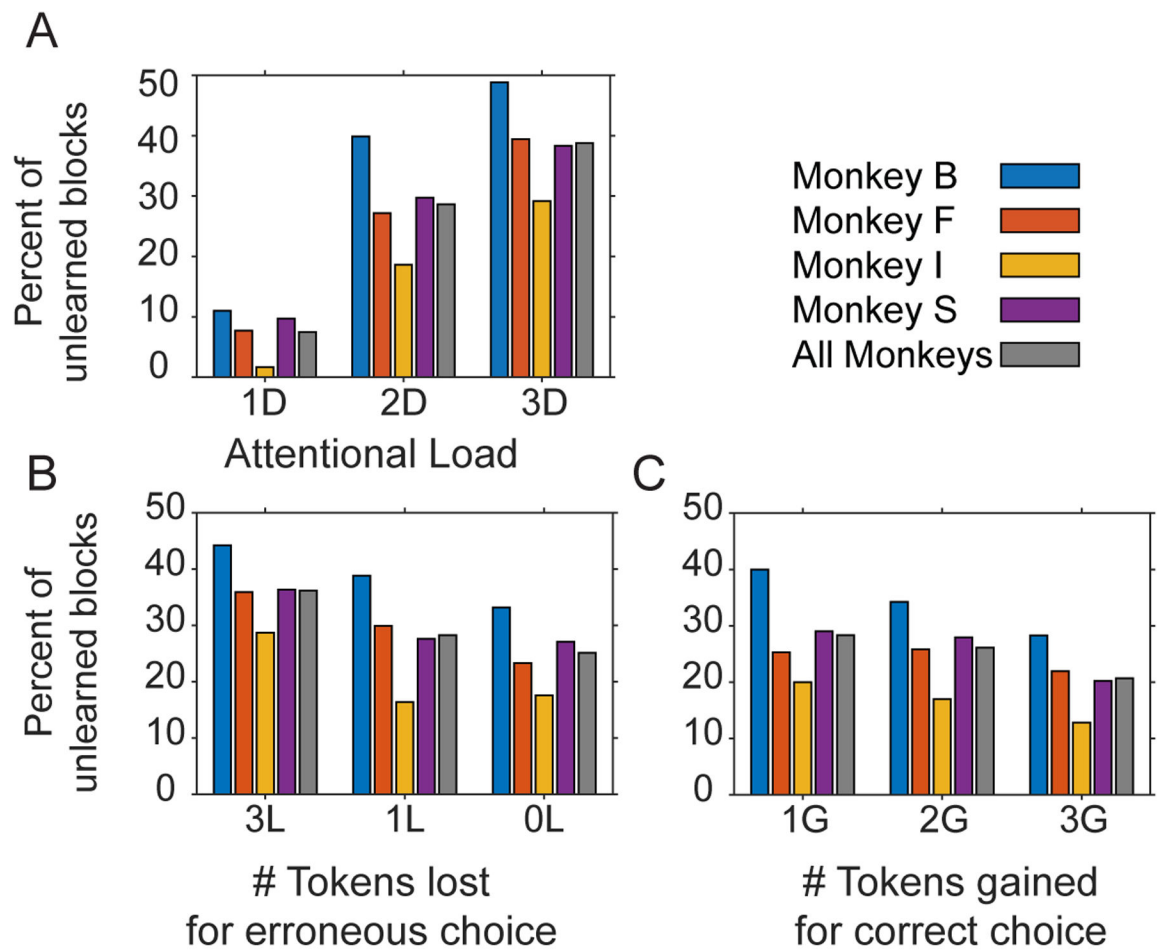 A
Percent of
unlearned blocks
50
40
30
20
10
0
1D 2D 3D
Attentional Load
Monkey B
Monkey F
Monkey I
Monkey S
All Monkeys
B
Percent of
unlearned blocks
50
40
30
20
10
0
3L 1L 0L
# Tokens lost
for erroneous choice
C
50
40
30
20
10
0
1G 2G 3G
# Tokens gained
for correct choice